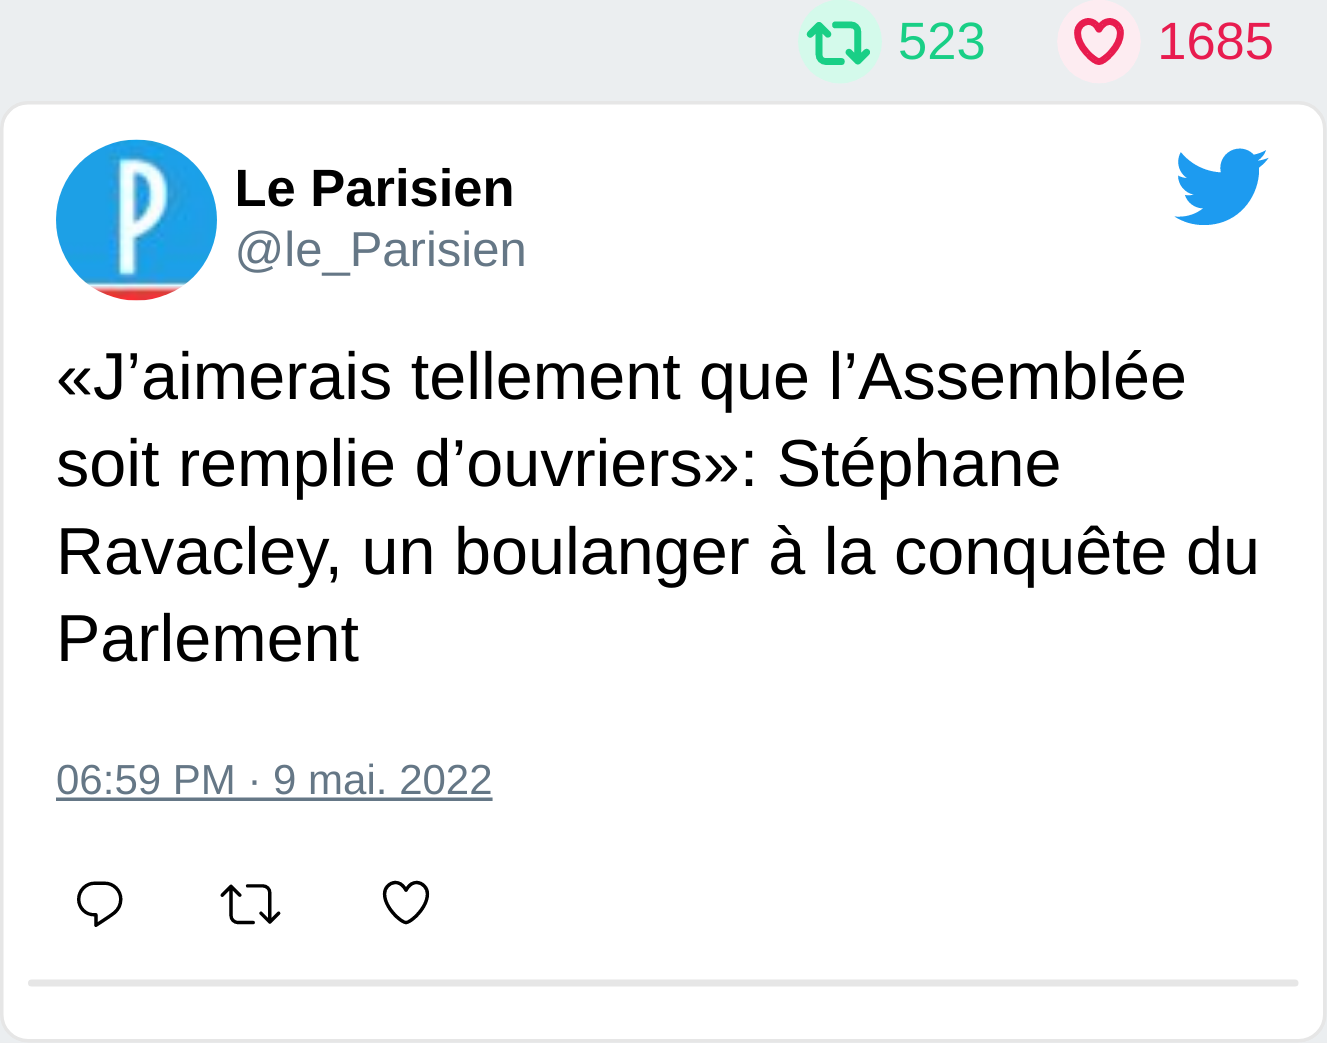 523 1685
Le Parisien
@le_Parisien
«J’aimerais tellement que l’Assemblée
soit remplie d’ouvriers»: Stéphane
Ravacley, un boulanger à la conquête du
Parlement
06:59 PM · 9 mai. 2022